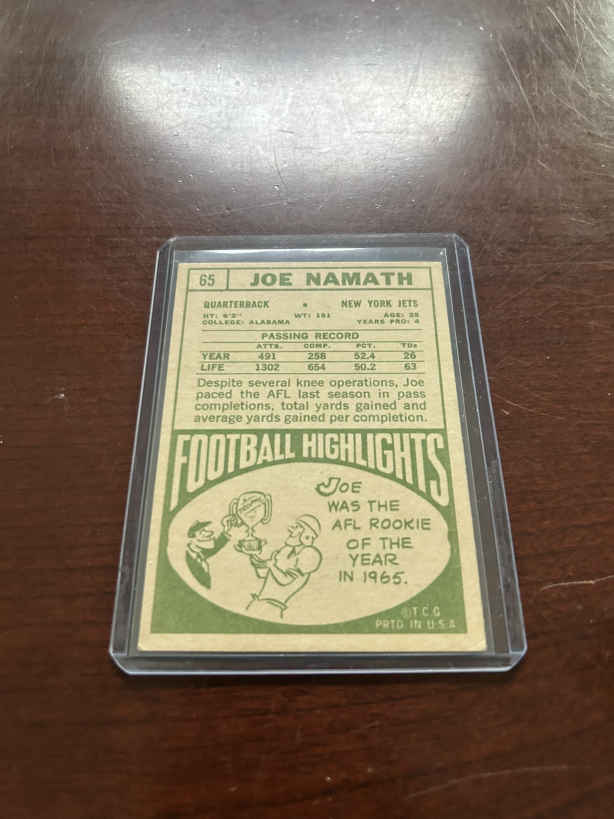 65 JOE NAMATH
QUARTERBACK • NEW YORK JETS
HT: 6'2" WT: 191 AGE: 25
COLLEGE: ALABAMA YEARS PRO: 4
PASSING RECORD
ATTS. COMP. PCT. TDs
YEAR 491 258 52.4 26
LIFE 1302 654 50.2 63
Despite several knee operations, Joe
paced the AFL last season in pass
completions, total yards gained and
average yards gained per completion.
FOOTBALL HIGHLIGHTS
JOE
WAS THE
AFL ROOKIE
OF THE
YEAR
IN 1965.
©T.C.G.
PRTD. IN U.S.A.